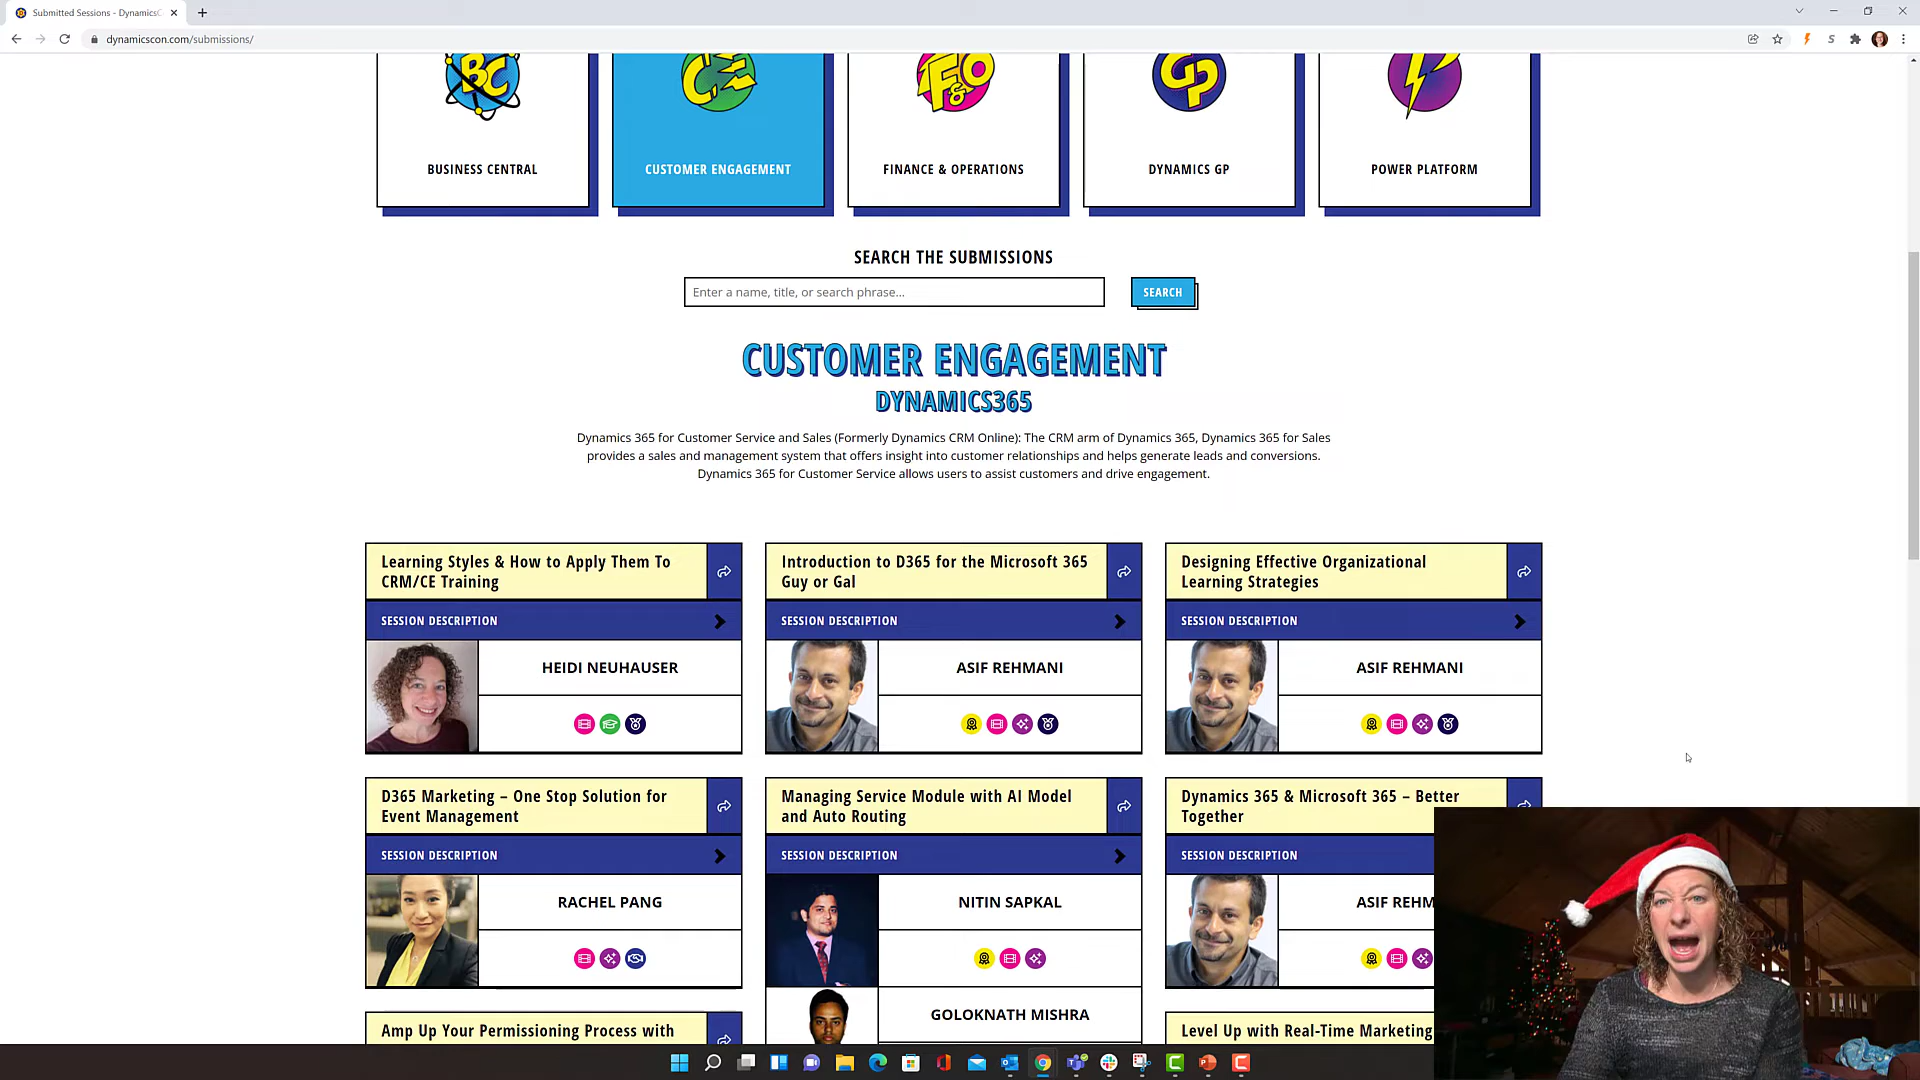 Submitted Sessions - DynamicsC
dynamicscon.com/submissions/
BC
CE
F&O
GP
BUSINESS CENTRAL
CUSTOMER ENGAGEMENT
FINANCE & OPERATIONS
DYNAMICS GP
POWER PLATFORM
SEARCH THE SUBMISSIONS
Enter a name, title, or search phrase...
SEARCH
CUSTOMER ENGAGEMENT
DYNAMICS365
Dynamics 365 for Customer Service and Sales (Formerly Dynamics CRM Online): The CRM arm of Dynamics 365, Dynamics 365 for Sales
provides a sales and management system that offers insight into customer relationships and helps generate leads and conversions.
Dynamics 365 for Customer Service allows users to assist customers and drive engagement.
Learning Styles & How to Apply Them To
CRM/CE Training
SESSION DESCRIPTION
HEIDI NEUHAUSER
Introduction to D365 for the Microsoft 365
Guy or Gal
SESSION DESCRIPTION
ASIF REHMANI
Designing Effective Organizational
Learning Strategies
SESSION DESCRIPTION
ASIF REHMANI
D365 Marketing – One Stop Solution for
Event Management
SESSION DESCRIPTION
RACHEL PANG
Managing Service Module with AI Model
and Auto Routing
SESSION DESCRIPTION
NITIN SAPKAL
GOLOKNATH MISHRA
Dynamics 365 & Microsoft 365 – Better
Together
SESSION DESCRIPTION
ASIF REHM
Amp Up Your Permissioning Process with
Level Up with Real-Time Marketing